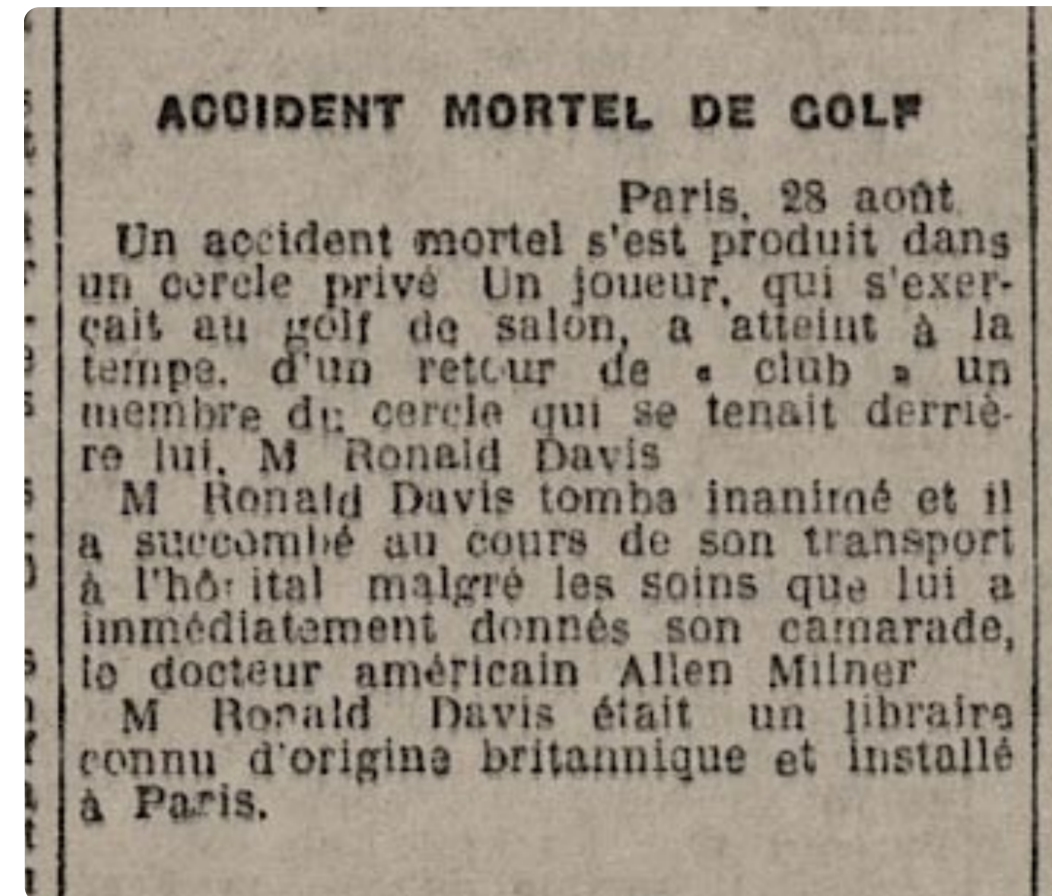 ACCIDENT MORTEL DE GOLF
Paris, 28 août
Un accident mortel s'est produit dans
un cercle privé Un joueur, qui s'exer-
çait au golf de salon, a atteint à la
tempe, d'un retour de « club » un
membre du cercle qui se tenait derriè-
re lui, M Ronald Davis
M Ronald Davis tomba inanimé et il
a succombé au cours de son transport
à l'hôpital malgré les soins que lui a
immédiatement donnés son camarade,
le docteur américain Allen Milner
M Ronald Davis était un libraire
connu d'origine britannique et installé
à Paris.